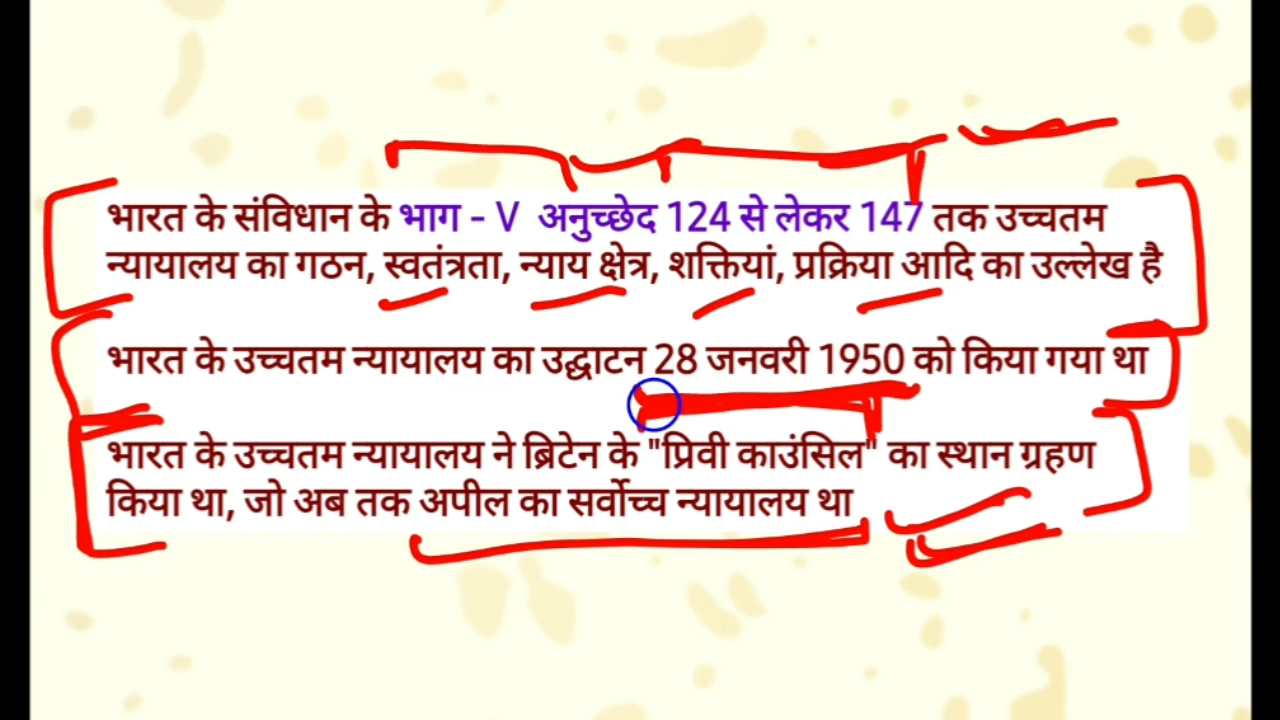 भारत के संविधान के भाग - V अनुच्छेद 124 से लेकर 147 तक उच्चतम
न्यायालय का गठन, स्वतंत्रता, न्याय क्षेत्र, शक्तियां, प्रक्रिया आदि का उल्लेख है
भारत के उच्चतम न्यायालय का उद्घाटन 28 जनवरी 1950 को किया गया था
भारत के उच्चतम न्यायालय ने ब्रिटेन के "प्रिवी काउंसिल" का स्थान ग्रहण
किया था, जो अब तक अपील का सर्वोच्च न्यायालय था